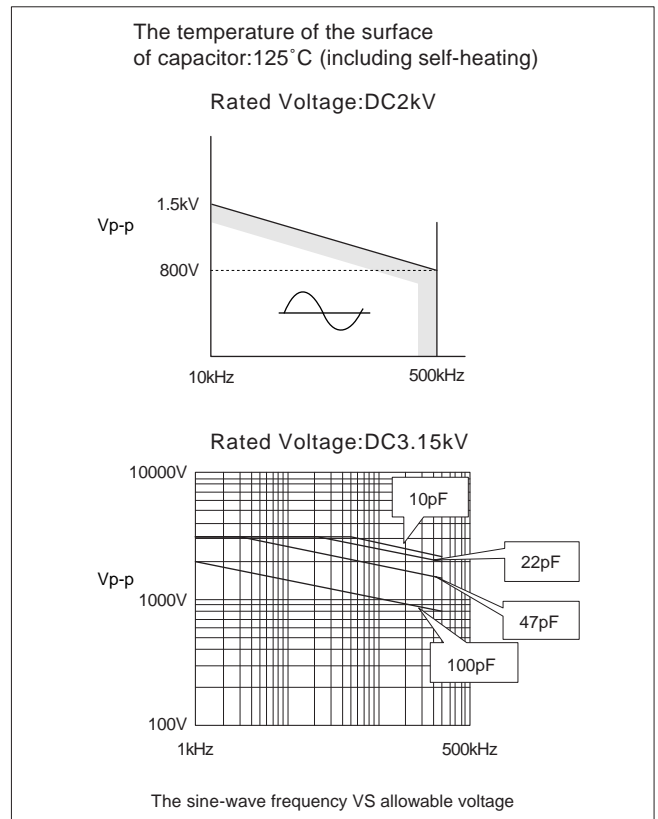 The temperature of the surface
of capacitor:125˚C (including self-heating)
Rated Voltage:DC2kV
1.5kV
Vp-p
800V
10kHz
500kHz
Rated Voltage:DC3.15kV
10000V
10pF
22pF
Vp-p
1000V
47pF
100pF
100V
1kHz
500kHz
The sine-wave frequency VS allowable voltage